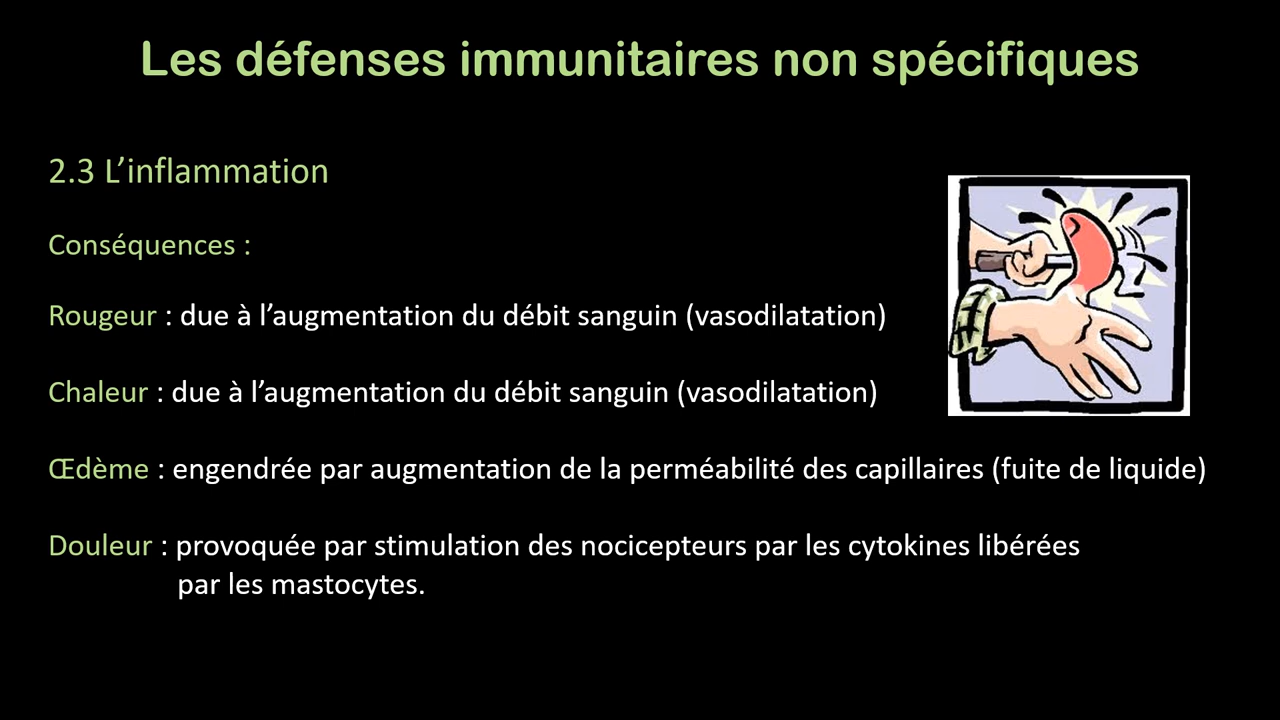 Les défenses immunitaires non spécifiques
2.3 L’inflammation
Conséquences :
Rougeur : due à l’augmentation du débit sanguin (vasodilatation)
Chaleur : due à l’augmentation du débit sanguin (vasodilatation)
Œdème : engendrée par augmentation de la perméabilité des capillaires (fuite de liquide)
Douleur : provoquée par stimulation des nocicepteurs par les cytokines libérées
par les mastocytes.